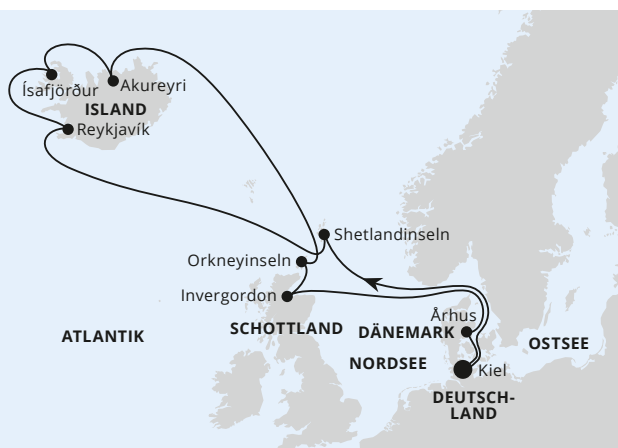 Ísafjörður
Akureyri
ISLAND
Reykjavík
Shetlandinseln
Orkneyinseln
Invergordon
ATLANTIK
SCHOTTLAND
Århus
DÄNEMARK
OSTSEE
NORDSEE
Kiel
DEUTSCH-
LAND